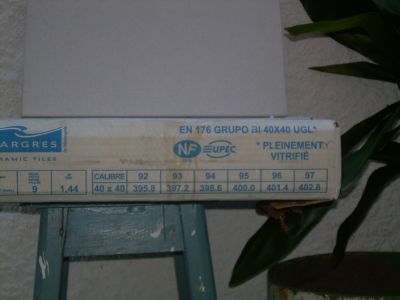 EN 176 GRUPO BI 40X40 UGL*
ARGRES
NF
UPEC
* PLEINEMENT
VITRIFIÉ
RAMIC TILES
CALIBRE 92 93 94 95 96 97
9 1,44 40 x 40 395.8 397.2 398.6 400.0 401.4 402.8